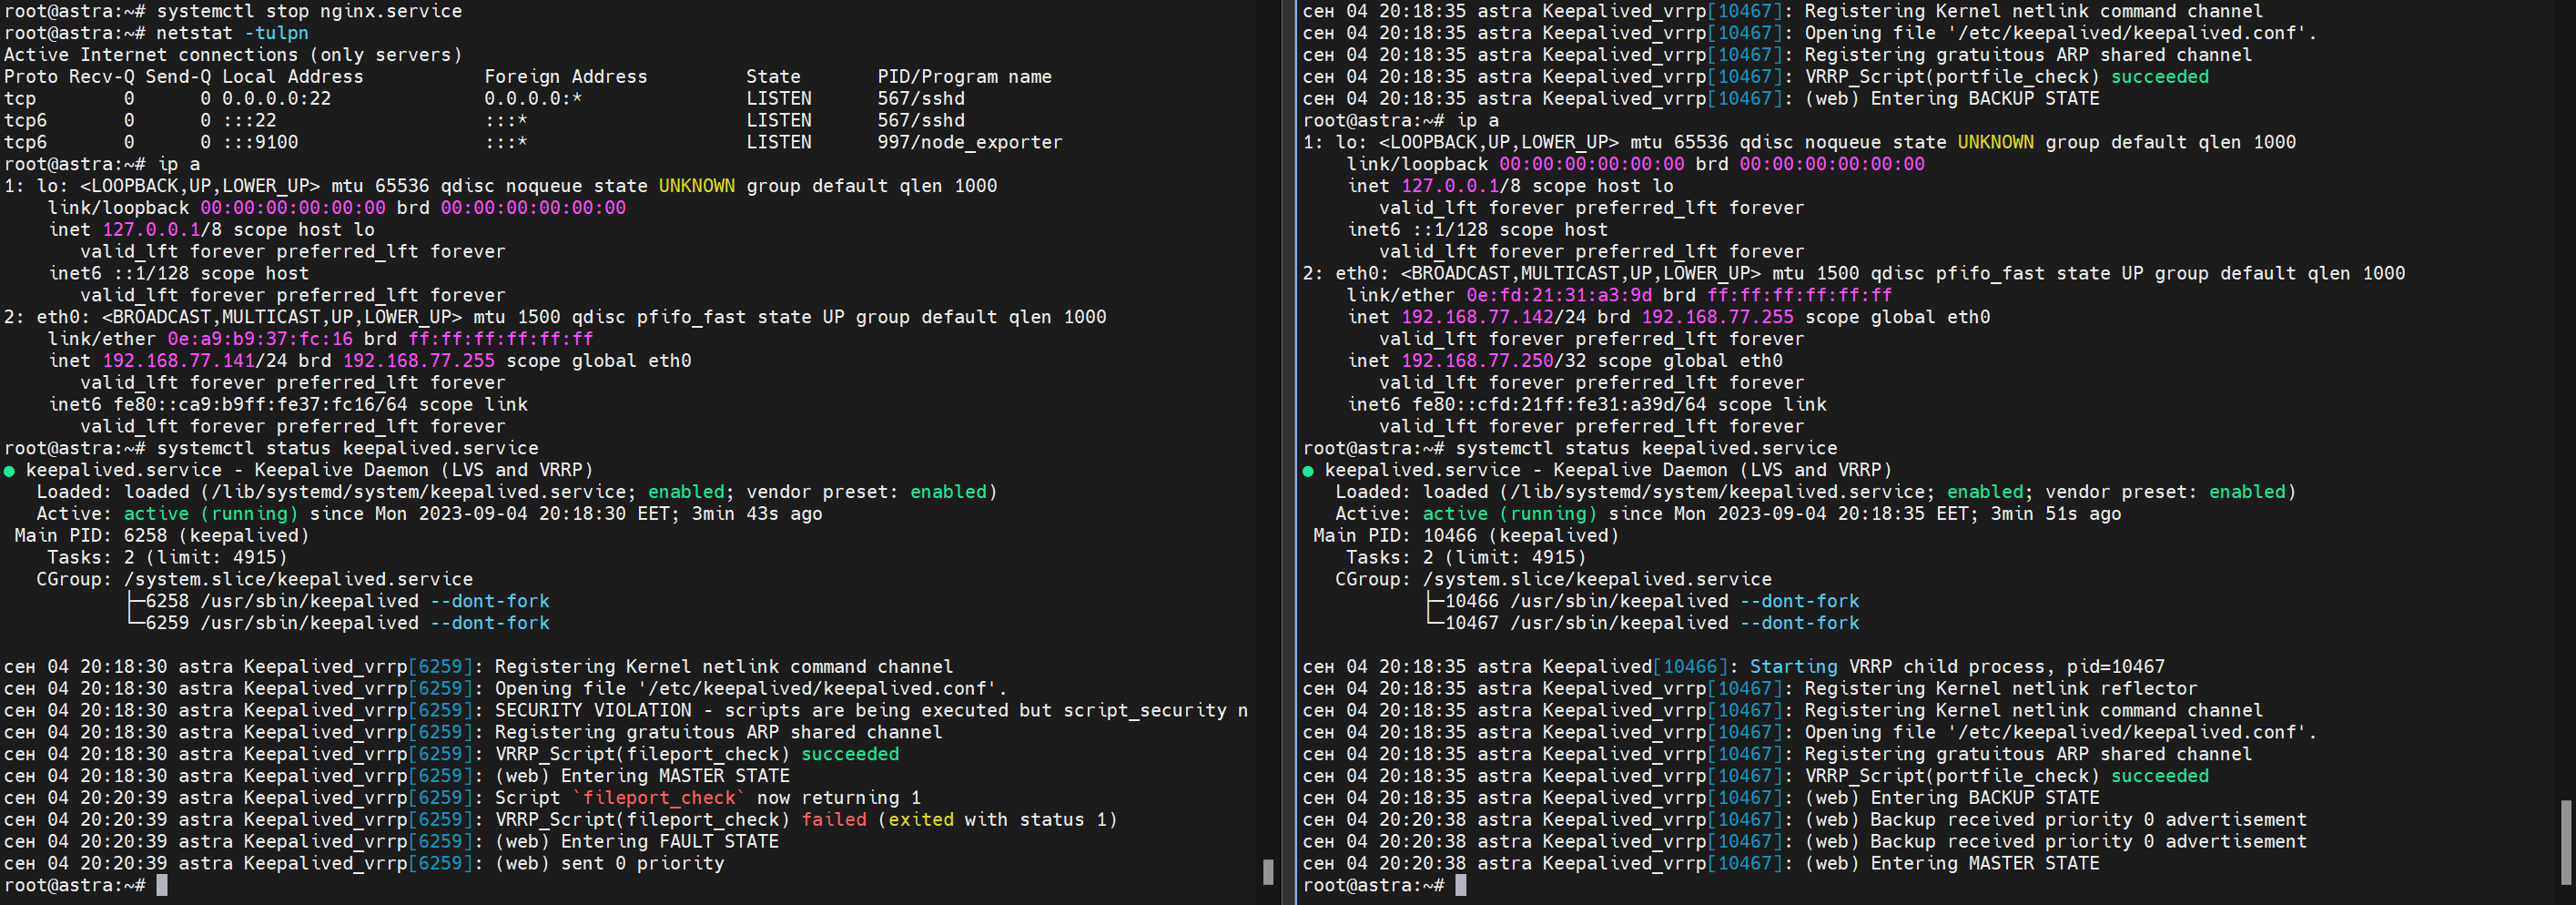 root@astra:~# systemctl stop nginx.service
root@astra:~# netstat -tulpn
Active Internet connections (only servers)
Proto Recv-Q Send-Q Local Address           Foreign Address         State       PID/Program name
tcp        0      0 0.0.0.0:22              0.0.0.0:*               LISTEN      567/sshd
tcp6       0      0 :::22                   :::*                    LISTEN      567/sshd
tcp6       0      0 :::9100                 :::*                    LISTEN      997/node_exporter
root@astra:~# ip a
1: lo: <LOOPBACK,UP,LOWER_UP> mtu 65536 qdisc noqueue state UNKNOWN group default qlen 1000
    link/loopback 00:00:00:00:00:00 brd 00:00:00:00:00:00
    inet 127.0.0.1/8 scope host lo
       valid_lft forever preferred_lft forever
    inet6 ::1/128 scope host
       valid_lft forever preferred_lft forever
2: eth0: <BROADCAST,MULTICAST,UP,LOWER_UP> mtu 1500 qdisc pfifo_fast state UP group default qlen 1000
    link/ether 0e:a9:b9:37:fc:16 brd ff:ff:ff:ff:ff:ff
    inet 192.168.77.141/24 brd 192.168.77.255 scope global eth0
       valid_lft forever preferred_lft forever
    inet6 fe80::ca9:b9ff:fe37:fc16/64 scope link
       valid_lft forever preferred_lft forever
root@astra:~# systemctl status keepalived.service
● keepalived.service - Keepalive Daemon (LVS and VRRP)
   Loaded: loaded (/lib/systemd/system/keepalived.service; enabled; vendor preset: enabled)
   Active: active (running) since Mon 2023-09-04 20:18:30 EET; 3min 43s ago
 Main PID: 6258 (keepalived)
    Tasks: 2 (limit: 4915)
   CGroup: /system.slice/keepalived.service
           ├─6258 /usr/sbin/keepalived --dont-fork
           └─6259 /usr/sbin/keepalived --dont-fork
сен 04 20:18:30 astra Keepalived_vrrp[6259]: Registering Kernel netlink command channel
сен 04 20:18:30 astra Keepalived_vrrp[6259]: Opening file '/etc/keepalived/keepalived.conf'.
сен 04 20:18:30 astra Keepalived_vrrp[6259]: SECURITY VIOLATION - scripts are being executed but script_security n
сен 04 20:18:30 astra Keepalived_vrrp[6259]: Registering gratuitous ARP shared channel
сен 04 20:18:30 astra Keepalived_vrrp[6259]: VRRP_Script(fileport_check) succeeded
сен 04 20:18:30 astra Keepalived_vrrp[6259]: (web) Entering MASTER STATE
сен 04 20:20:39 astra Keepalived_vrrp[6259]: Script `fileport_check` now returning 1
сен 04 20:20:39 astra Keepalived_vrrp[6259]: VRRP_Script(fileport_check) failed (exited with status 1)
сен 04 20:20:39 astra Keepalived_vrrp[6259]: (web) Entering FAULT STATE
сен 04 20:20:39 astra Keepalived_vrrp[6259]: (web) sent 0 priority
root@astra:~#
сен 04 20:18:35 astra Keepalived_vrrp[10467]: Registering Kernel netlink command channel
сен 04 20:18:35 astra Keepalived_vrrp[10467]: Opening file '/etc/keepalived/keepalived.conf'.
сен 04 20:18:35 astra Keepalived_vrrp[10467]: Registering gratuitous ARP shared channel
сен 04 20:18:35 astra Keepalived_vrrp[10467]: VRRP_Script(portfile_check) succeeded
сен 04 20:18:35 astra Keepalived_vrrp[10467]: (web) Entering BACKUP STATE
root@astra:~# ip a
1: lo: <LOOPBACK,UP,LOWER_UP> mtu 65536 qdisc noqueue state UNKNOWN group default qlen 1000
    link/loopback 00:00:00:00:00:00 brd 00:00:00:00:00:00
    inet 127.0.0.1/8 scope host lo
       valid_lft forever preferred_lft forever
    inet6 ::1/128 scope host
       valid_lft forever preferred_lft forever
2: eth0: <BROADCAST,MULTICAST,UP,LOWER_UP> mtu 1500 qdisc pfifo_fast state UP group default qlen 1000
    link/ether 0e:fd:21:31:a3:9d brd ff:ff:ff:ff:ff:ff
    inet 192.168.77.142/24 brd 192.168.77.255 scope global eth0
       valid_lft forever preferred_lft forever
    inet 192.168.77.250/32 scope global eth0
       valid_lft forever preferred_lft forever
    inet6 fe80::cfd:21ff:fe31:a39d/64 scope link
       valid_lft forever preferred_lft forever
root@astra:~# systemctl status keepalived.service
● keepalived.service - Keepalive Daemon (LVS and VRRP)
   Loaded: loaded (/lib/systemd/system/keepalived.service; enabled; vendor preset: enabled)
   Active: active (running) since Mon 2023-09-04 20:18:35 EET; 3min 51s ago
 Main PID: 10466 (keepalived)
    Tasks: 2 (limit: 4915)
   CGroup: /system.slice/keepalived.service
           ├─10466 /usr/sbin/keepalived --dont-fork
           └─10467 /usr/sbin/keepalived --dont-fork
сен 04 20:18:35 astra Keepalived[10466]: Starting VRRP child process, pid=10467
сен 04 20:18:35 astra Keepalived_vrrp[10467]: Registering Kernel netlink reflector
сен 04 20:18:35 astra Keepalived_vrrp[10467]: Registering Kernel netlink command channel
сен 04 20:18:35 astra Keepalived_vrrp[10467]: Opening file '/etc/keepalived/keepalived.conf'.
сен 04 20:18:35 astra Keepalived_vrrp[10467]: Registering gratuitous ARP shared channel
сен 04 20:18:35 astra Keepalived_vrrp[10467]: VRRP_Script(portfile_check) succeeded
сен 04 20:18:35 astra Keepalived_vrrp[10467]: (web) Entering BACKUP STATE
сен 04 20:20:38 astra Keepalived_vrrp[10467]: (web) Backup received priority 0 advertisement
сен 04 20:20:38 astra Keepalived_vrrp[10467]: (web) Backup received priority 0 advertisement
сен 04 20:20:38 astra Keepalived_vrrp[10467]: (web) Entering MASTER STATE
root@astra:~#